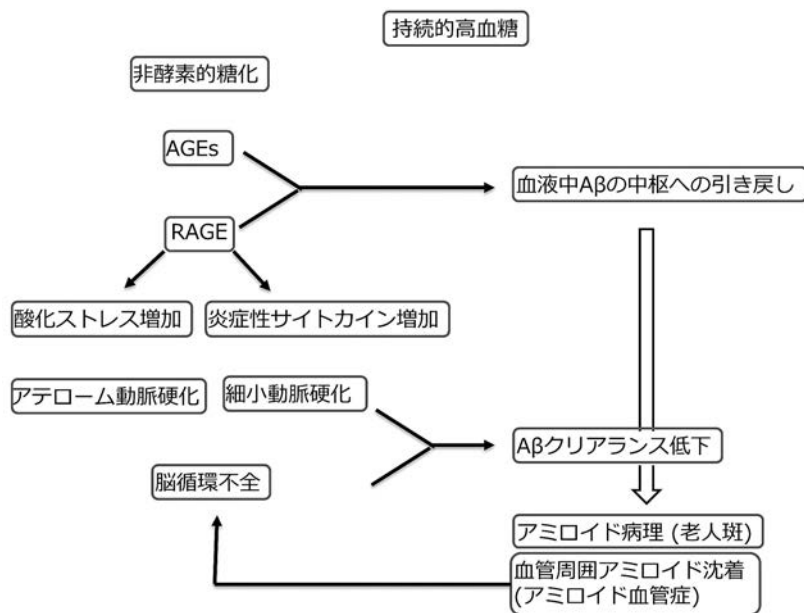 持続的高血糖
非酵素的糖化
AGEs
血液中Aβの中枢への引き戻し
RAGE
酸化ストレス増加
炎症性サイトカイン増加
アテローム動脈硬化
細小動脈硬化
Aβクリアランス低下
脳循環不全
アミロイド病理 (老人斑)
血管周囲アミロイド沈着
(アミロイド血管症)